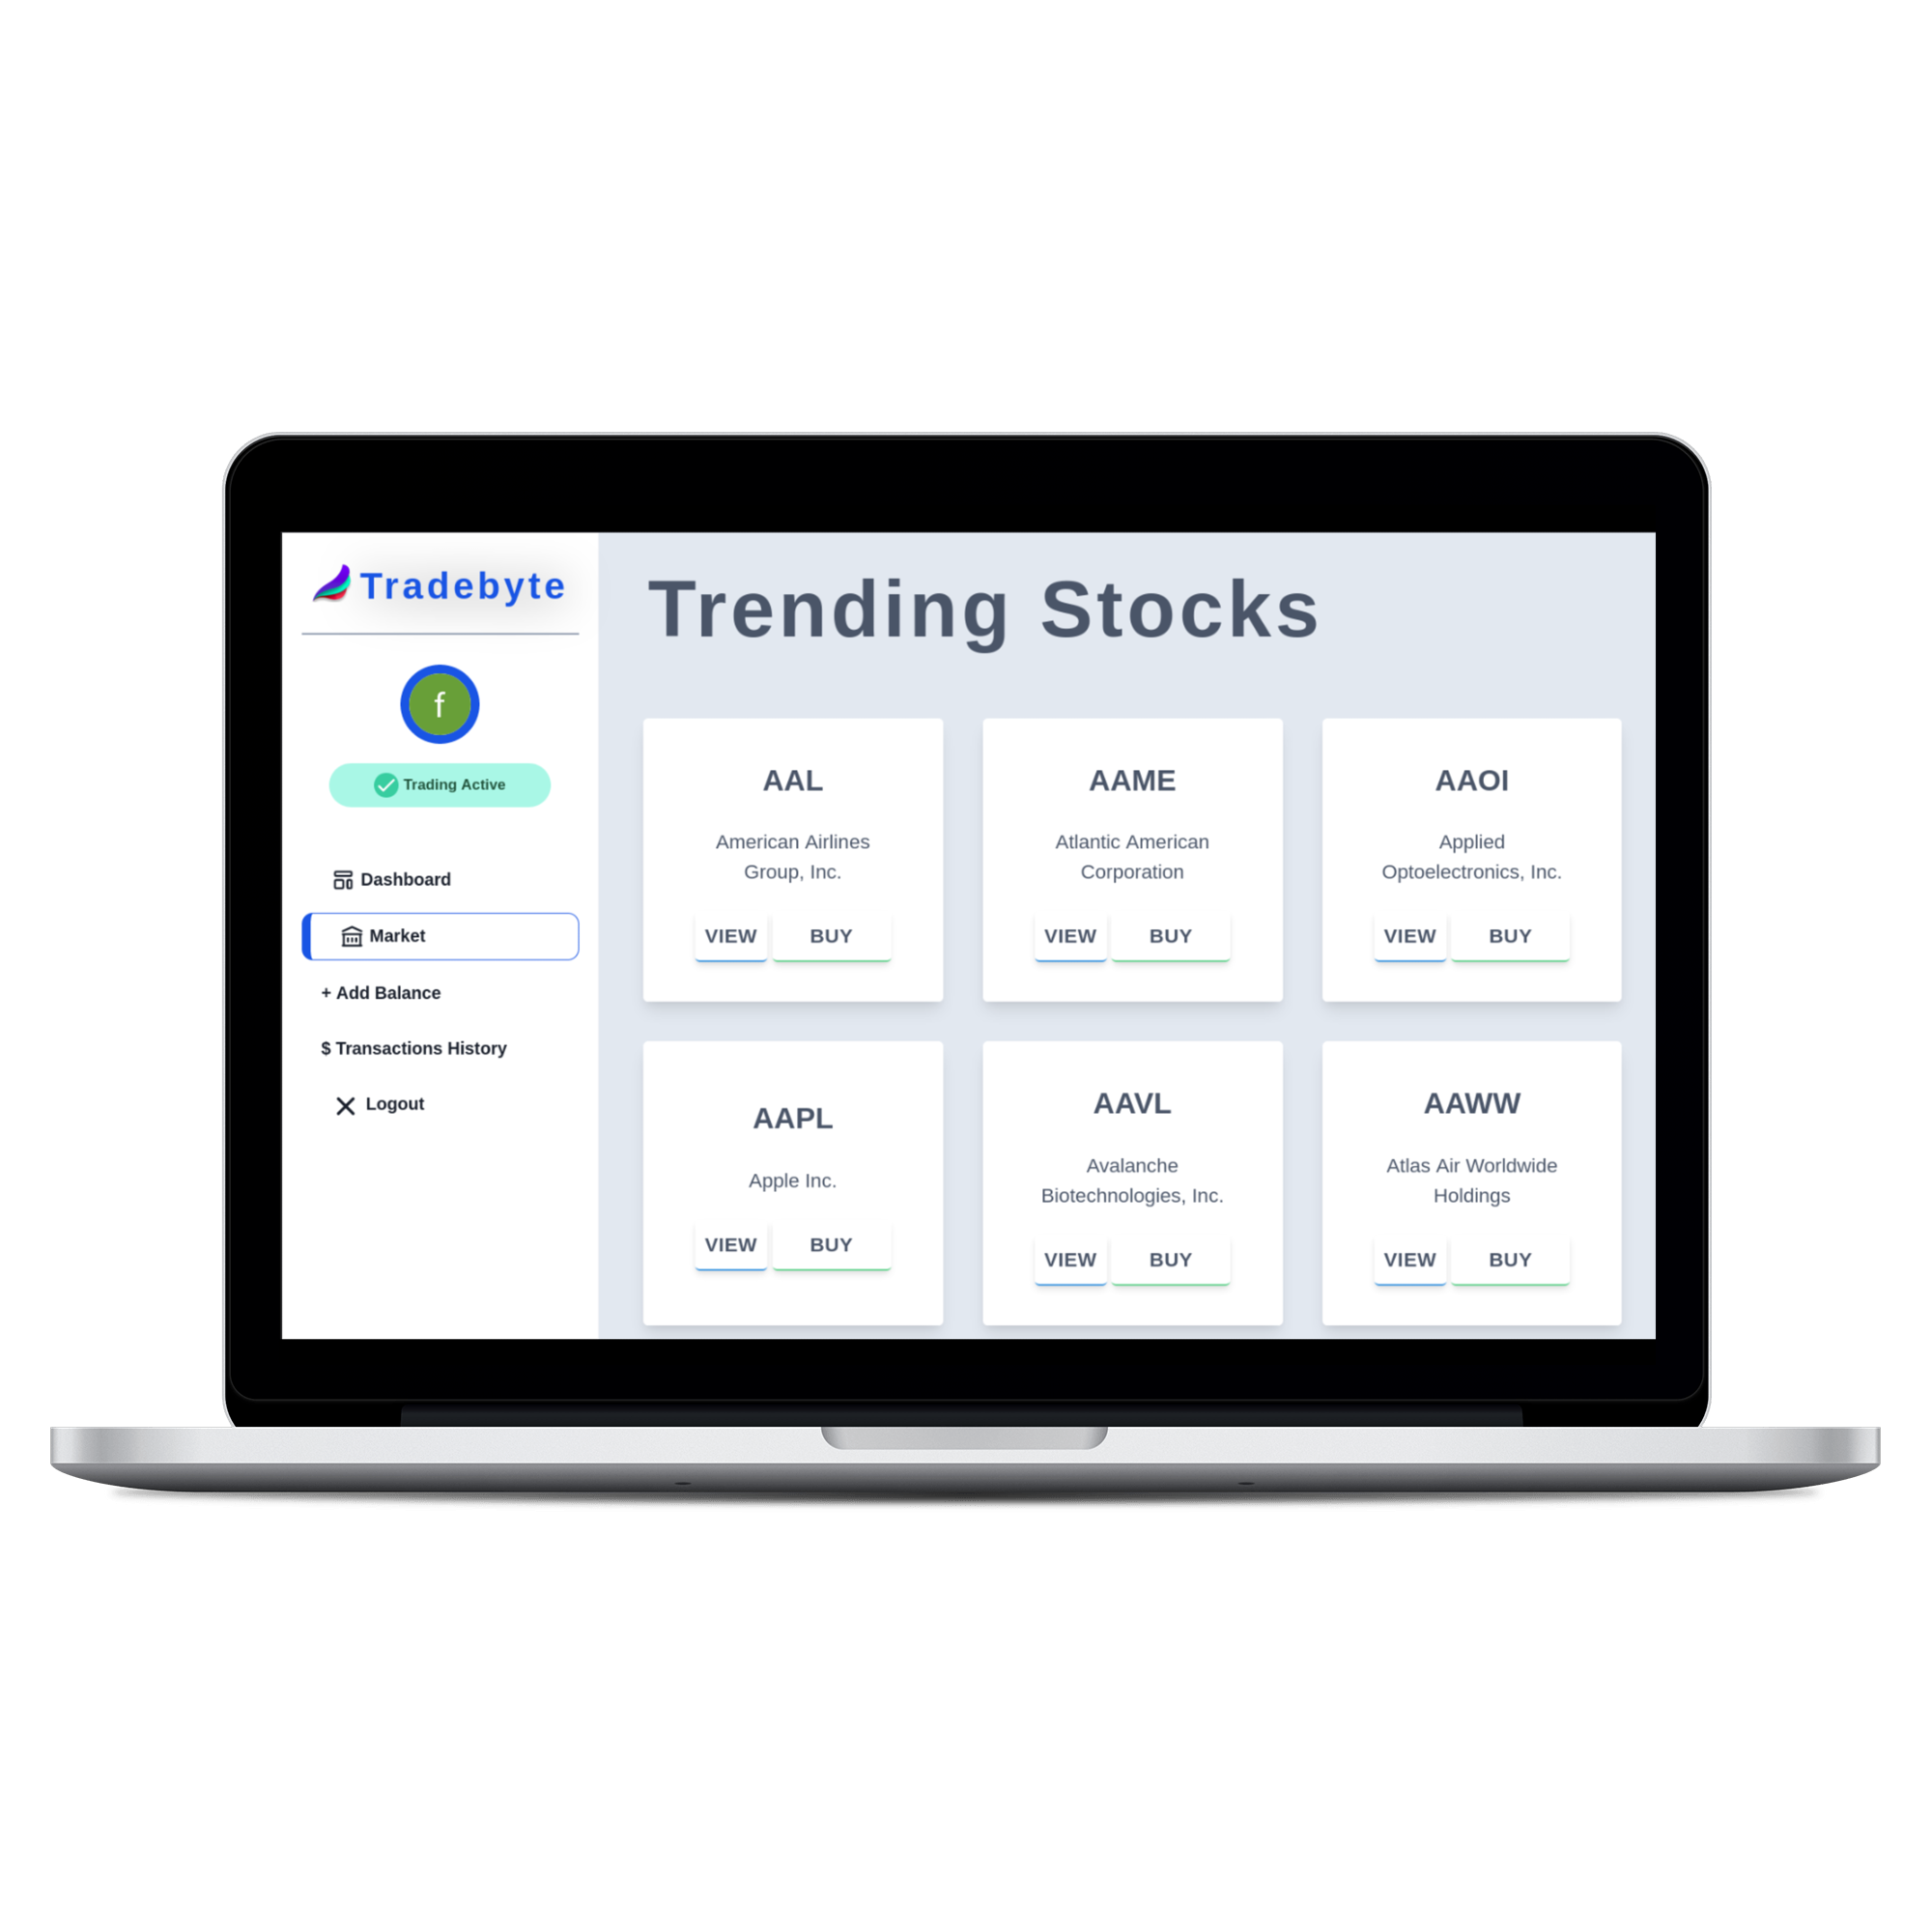 Tradebyte
f
Trading Active
Dashboard
Market
+ Add Balance
$ Transactions History
Logout
Trending Stocks
AAL
American Airlines
Group, Inc.
VIEW BUY
AAME
Atlantic American
Corporation
VIEW BUY
AAOI
Applied
Optoelectronics, Inc.
VIEW BUY
AAPL
Apple Inc.
VIEW BUY
AAVL
Avalanche
Biotechnologies, Inc.
VIEW BUY
AAWW
Atlas Air Worldwide
Holdings
VIEW BUY